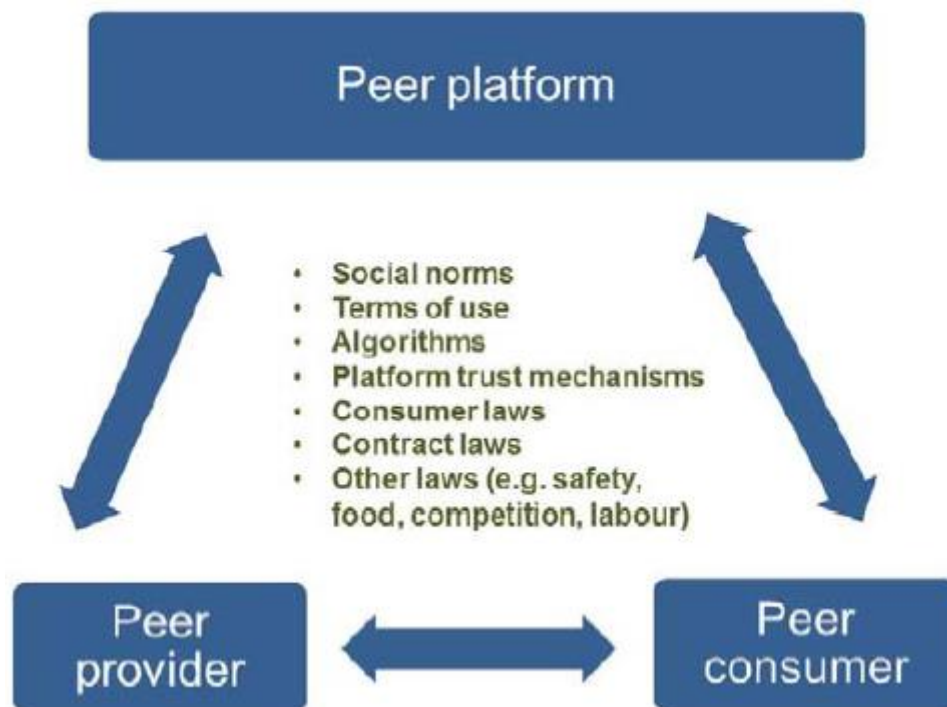 Peer platform
• Social norms
• Terms of use
• Algorithms
• Platform trust mechanisms
• Consumer laws
• Contract laws
• Other laws (e.g. safety,
food, competition, labour)
Peer
provider
Peer
consumer